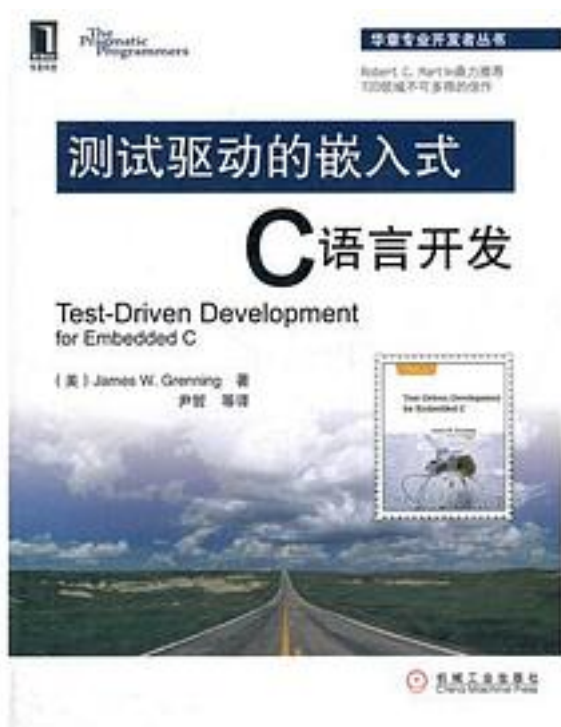 The
Pragmatic
Programmers
华章专业开发者丛书
Robert C. Martin鼎力推荐
TDD领域不可多得的佳作
测试驱动的嵌入式
C语言开发
Test-Driven Development
for Embedded C
（美）James W. Grenning 著
尹哲 等译
Test-Driven Development
for Embedded C
机械工业出版社
China Machine Press